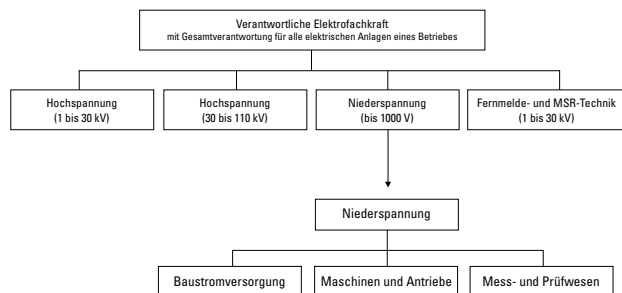 Verantwortliche Elektrofachkraft
mit Gesamtverantwortung für alle elektrischen Anlagen eines Betriebes
Hochspannung
(1 bis 30 kV)
Hochspannung
(30 bis 110 kV)
Niederspannung
(bis 1000 V)
Fernmelde- und MSR-Technik
(1 bis 30 kV)
Niederspannung
Baustromversorgung
Maschinen und Antriebe
Mess- und Prüfwesen